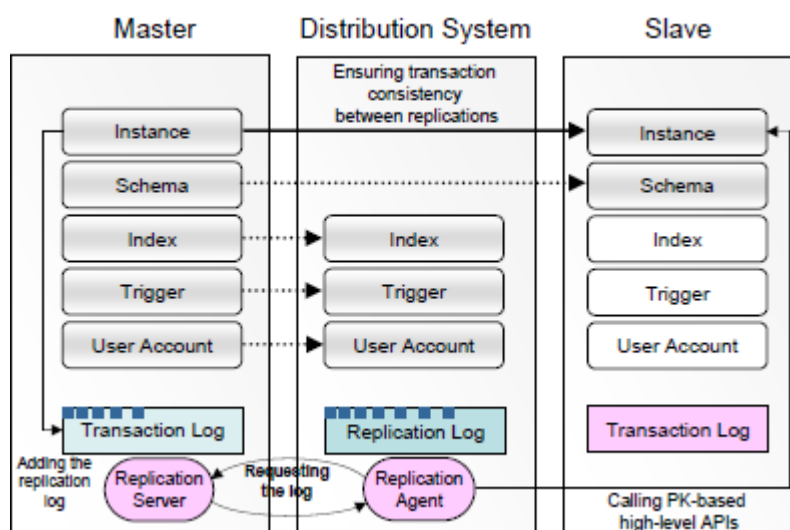 Master
Distribution System
Slave
Ensuring transaction
consistency
between replications
Instance
Instance
Schema
Schema
Index
Index
Index
Trigger
Trigger
Trigger
User Account
User Account
User Account
Transaction Log
Replication Log
Transaction Log
Adding the
replication
log
Replication
Server
Requesting
the log
Replication
Agent
Calling PK-based
high-level APIs